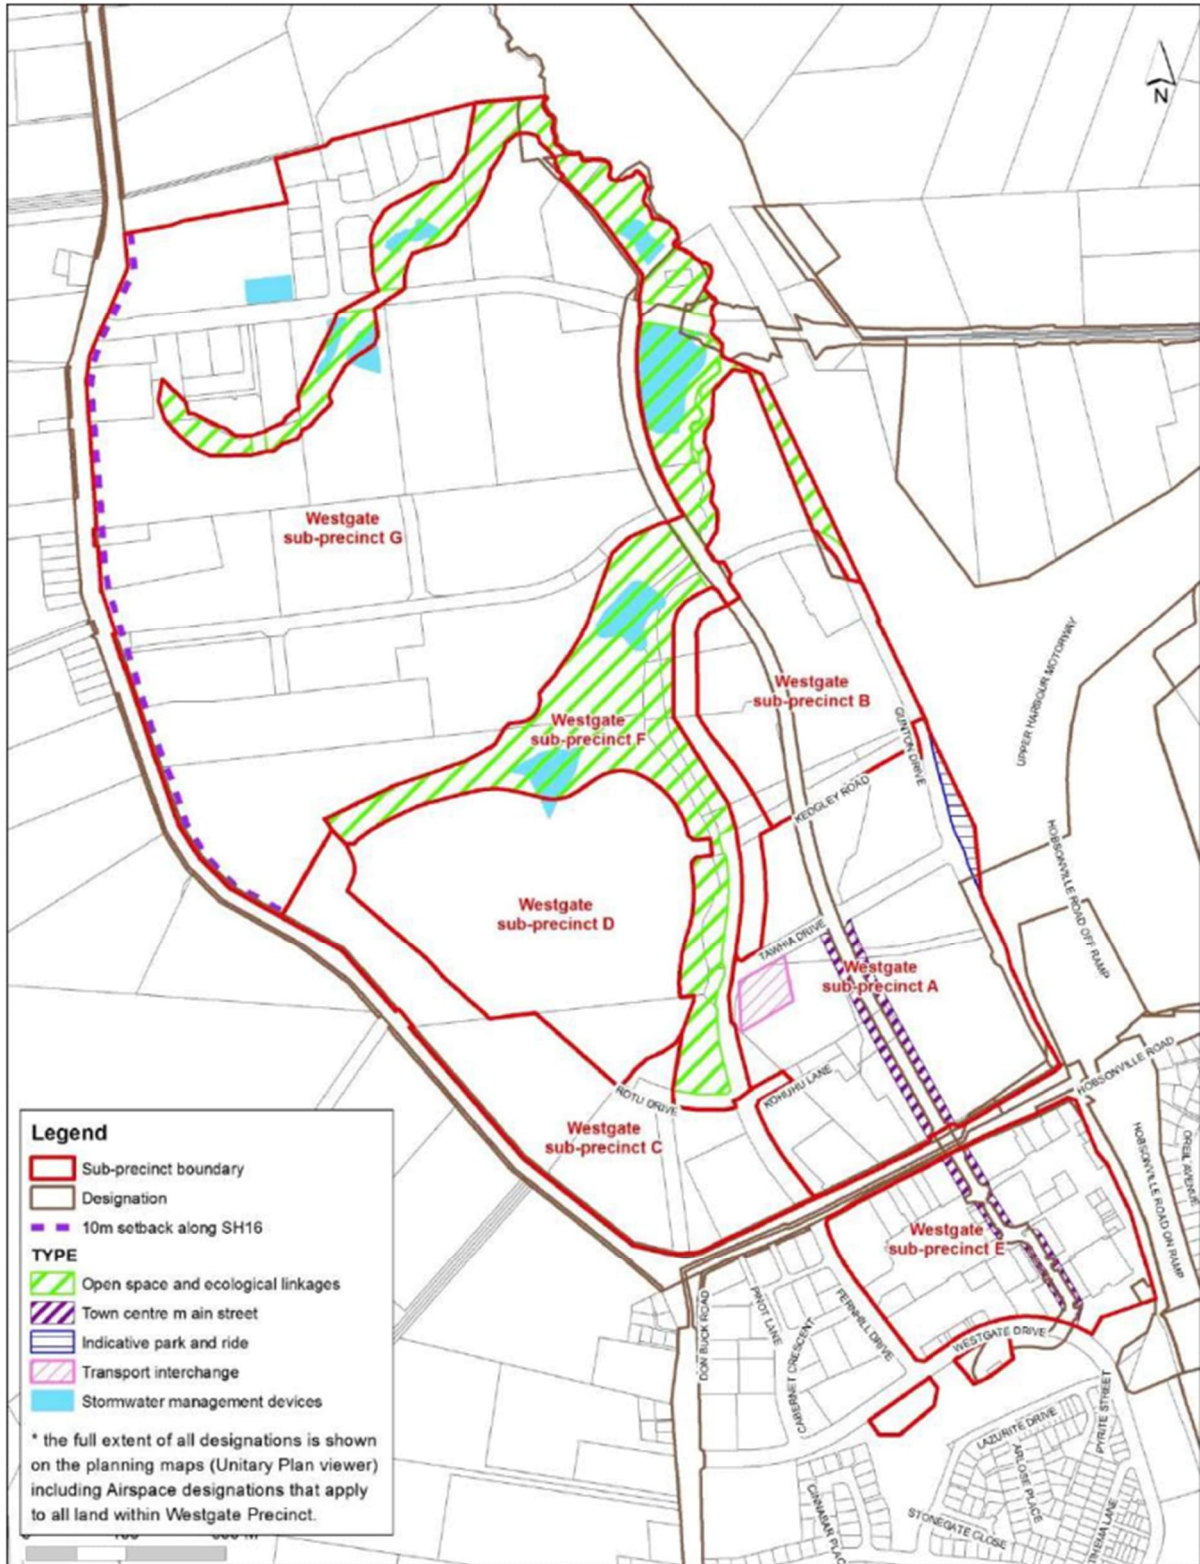 N
Westgate
sub-precinct G
Westgate
sub-precinct B
UPPER HARBOUR MOTORWAY
GUNTON DRIVE
Westgate
sub-precinct F
KEDGLEY ROAD
HOBSONVILLE ROAD OFF RAMP
Westgate
sub-precinct D
TAWHIA DRIVE
Westgate
sub-precinct A
HOBSONVILLE ROAD
KOHUHU LANE
ROTU DRIVE
Westgate
sub-precinct C
HOBSONVILLE ROAD ON RAMP
ORIEL AVENUE
Westgate
sub-precinct E
DON BUCK ROAD
PINOT LANE
CABERNET CRESCENT
FERNHILL DRIVE
WESTGATE DRIVE
PYRITE STREET
LAZURITE DRIVE
ARLOSE PLACE
STONEGATE CLOSE
Legend
Sub-precinct boundary
Designation
10m setback along SH16
TYPE
Open space and ecological linkages
Town centre m ain street
Indicative park and ride
Transport interchange
Stormwater management devices
* the full extent of all designations is shown
on the planning maps (Unitary Plan viewer)
including Airspace designations that apply
to all land within Westgate Precinct.